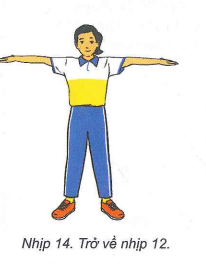 Nhịp 14. Trở về nhịp 12.